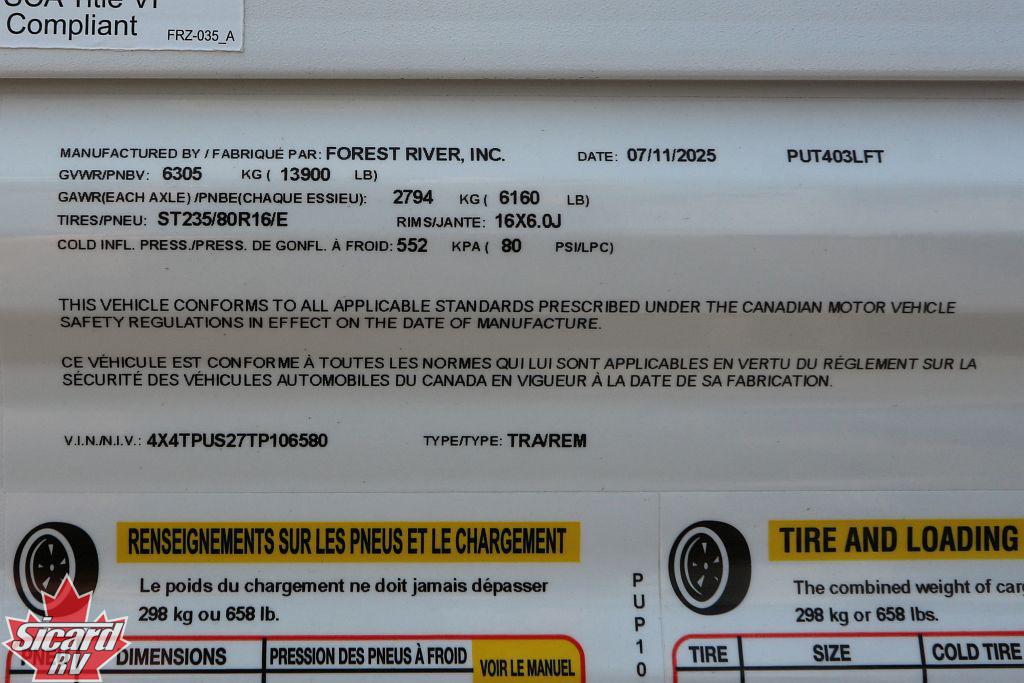 Compliant FRZ-035_A
MANUFACTURED BY / FABRIQUÉ PAR: FOREST RIVER, INC. DATE: 07/11/2025 PUT403LFT
GVWR/PNBV: 6305 KG ( 13900 LB)
GAWR(EACH AXLE) /PNBE(CHAQUE ESSIEU): 2794 KG ( 6160 LB)
TIRES/PNEU: ST235/80R16/E RIMS/JANTE: 16X6.0J
COLD INFL. PRESS./PRESS. DE GONFL. À FROID: 552 KPA ( 80 PSI/LPC)
THIS VEHICLE CONFORMS TO ALL APPLICABLE STANDARDS PRESCRIBED UNDER THE CANADIAN MOTOR VEHICLE
SAFETY REGULATIONS IN EFFECT ON THE DATE OF MANUFACTURE.
CE VÉHICULE EST CONFORME À TOUTES LES NORMES QUI LUI SONT APPLICABLES EN VERTU DU RÉGLEMENT SUR LA
SÉCURITÉ DES VÉHICULES AUTOMOBILES DU CANADA EN VIGUEUR À LA DATE DE SA FABRICATION.
V.I.N./N.I.V.: 4X4TPUS27TP106580 TYPE/TYPE: TRA/REM
RENSEIGNEMENTS SUR LES PNEUS ET LE CHARGEMENT
Le poids du chargement ne doit jamais dépasser
298 kg ou 658 lb.
DIMENSIONS PRESSION DES PNEUS À FROID VOIR LE MANUEL
PUP10
TIRE AND LOADING
The combined weight of
298 kg or 658 lbs.
TIRE SIZE COLD TIRE
Sicard
RV